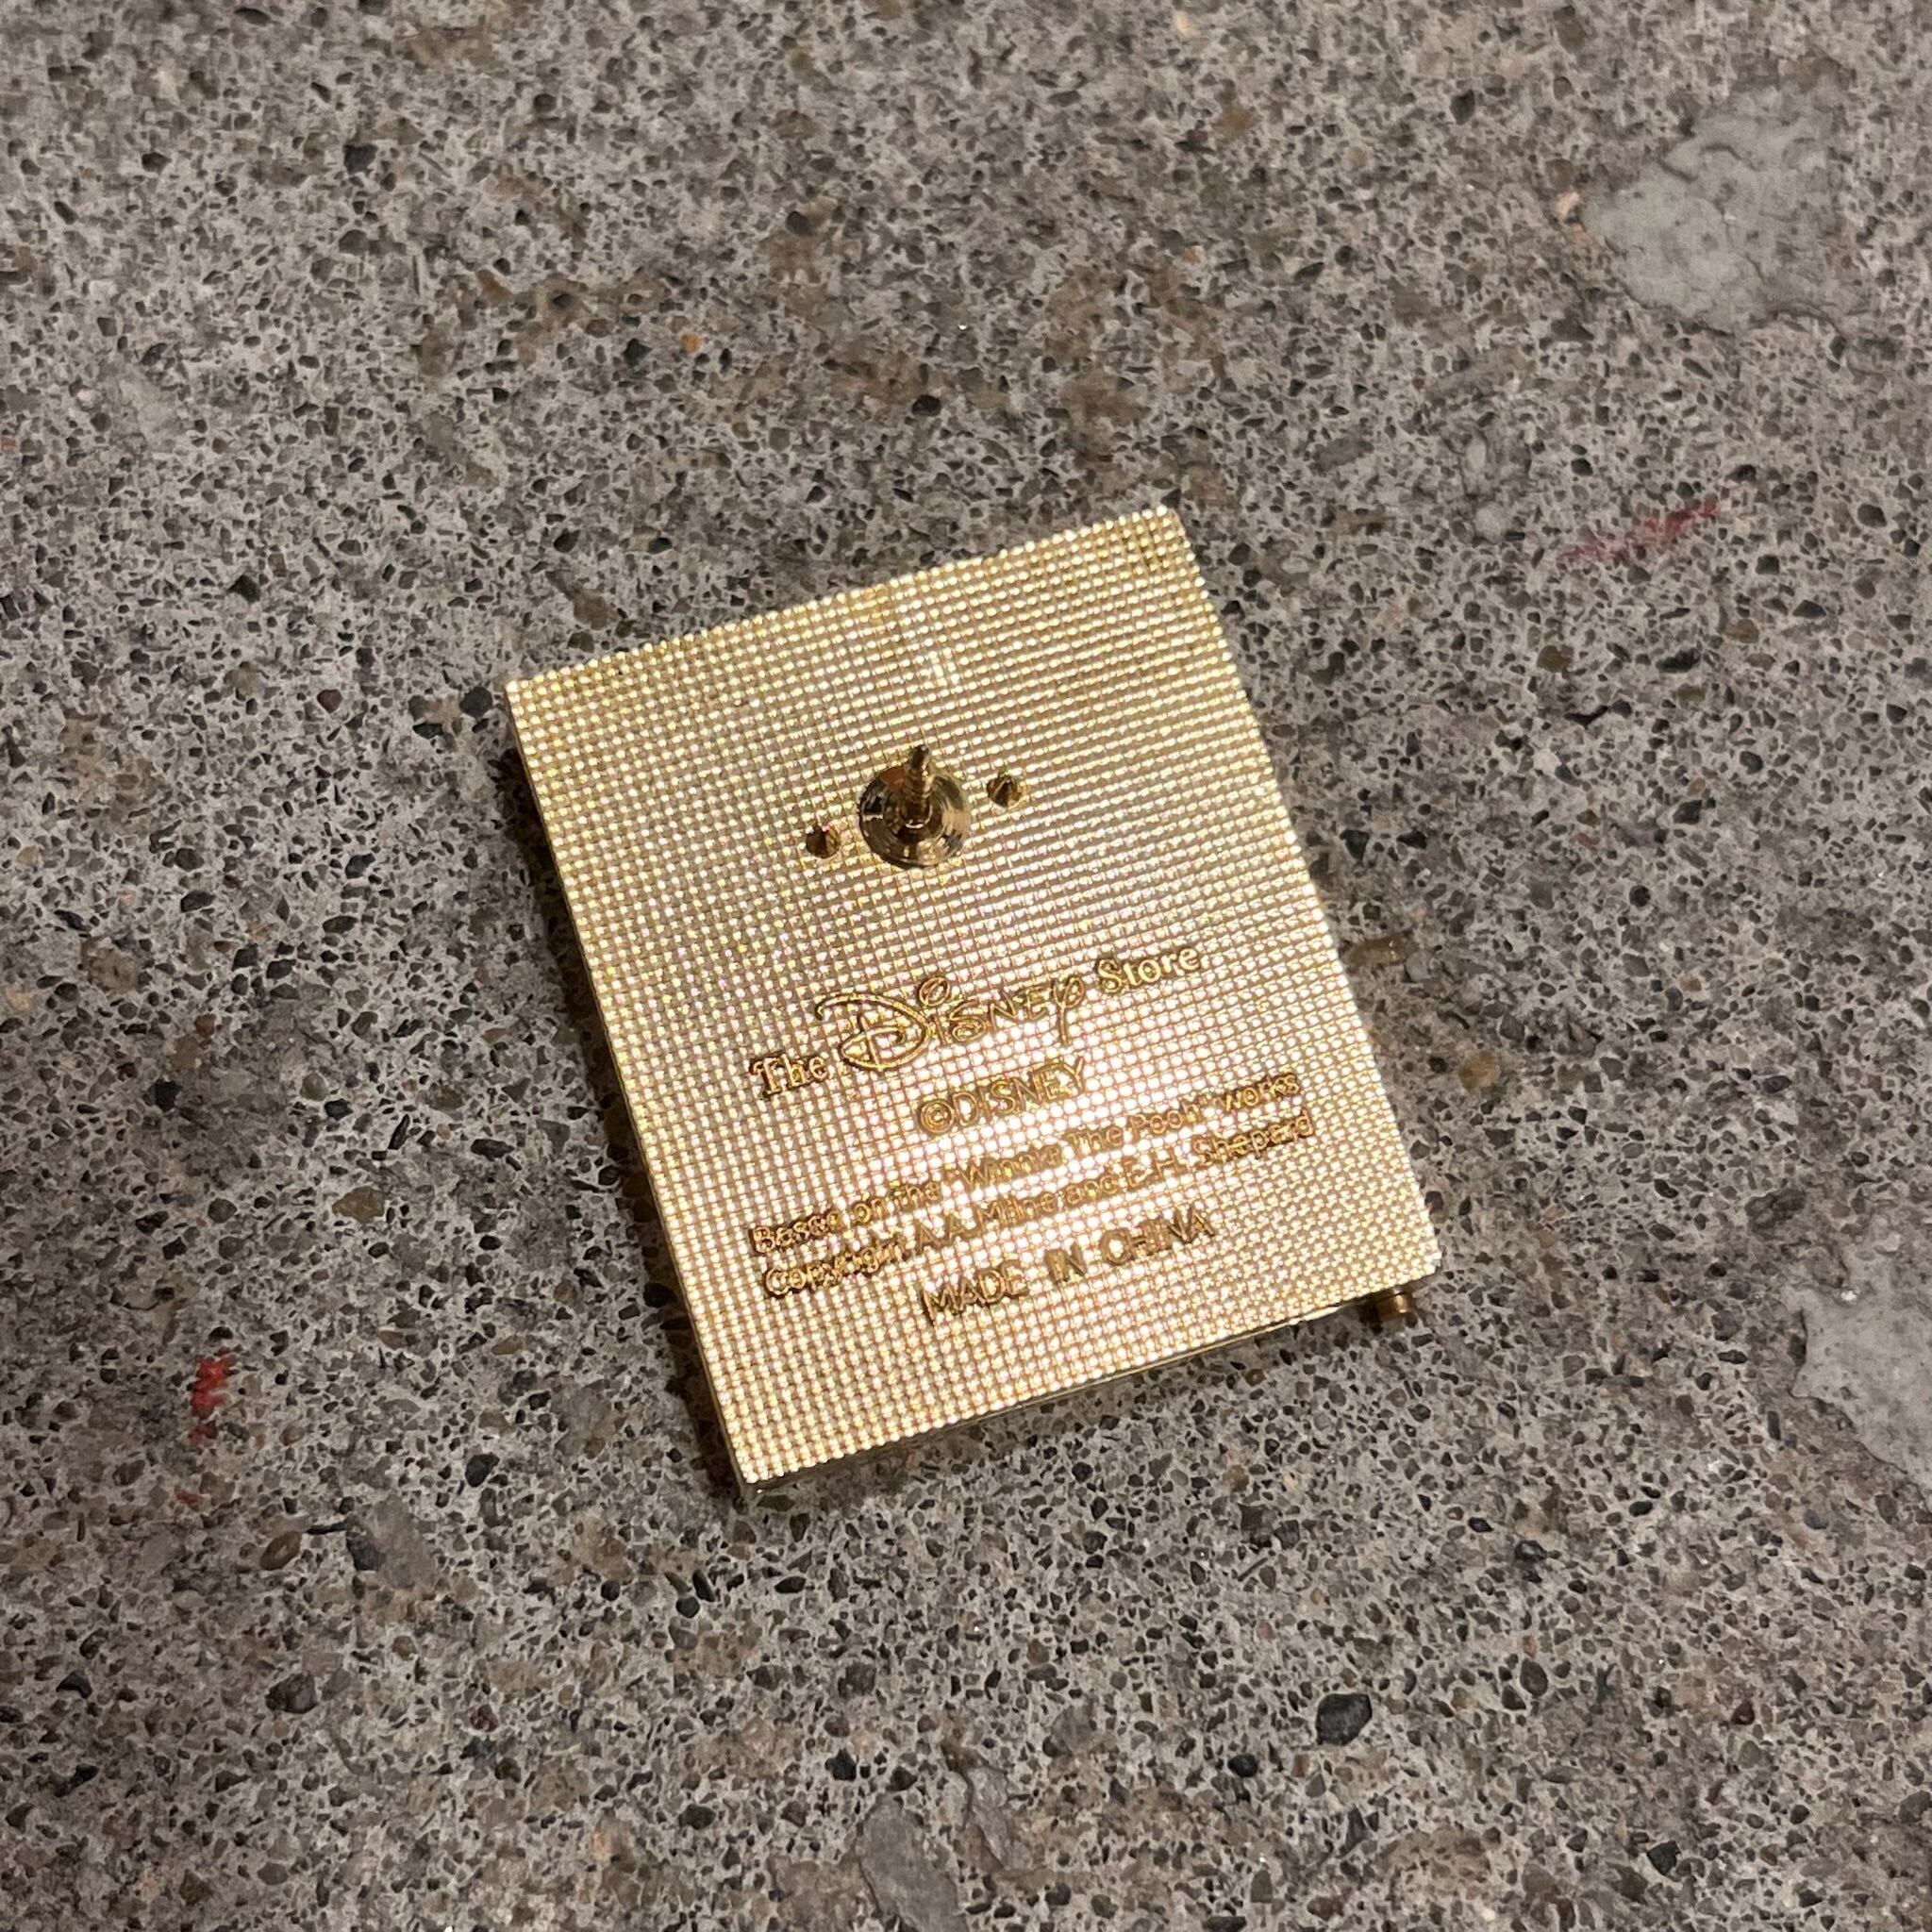 The Disney Store
©DISNEY
Based on the "Winnie The Pooh" works
Copyright A.A. Milne and E.H. Shepard
MADE IN CHINA